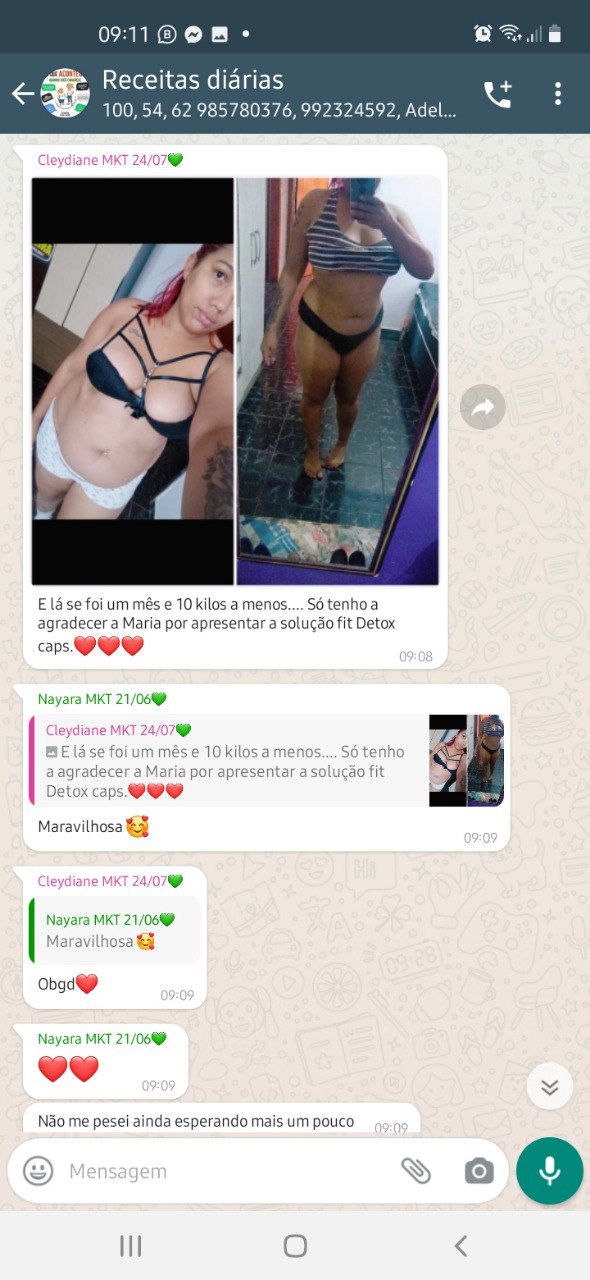 09:11
Receitas diárias
100, 54, 62 985780376, 992324592, Adel...
Cleydiane MKT 24/07💚
E lá se foi um mês e 10 kilos a menos.... Só tenho a
agradecer a Maria por apresentar a solução fit Detox
caps.❤️❤️❤️
09:08
Nayara MKT 21/06💚
Cleydiane MKT 24/07💚
E lá se foi um mês e 10 kilos a menos.... Só tenho
a agradecer a Maria por apresentar a solução fit
Detox caps.❤️❤️❤️
Maravilhosa🥰
09:09
Cleydiane MKT 24/07💚
Nayara MKT 21/06💚
Maravilhosa🥰
Obgd❤️
09:09
Nayara MKT 21/06💚
❤️❤️
09:09
Não me pesei ainda esperando mais um pouco
09:09
Mensagem